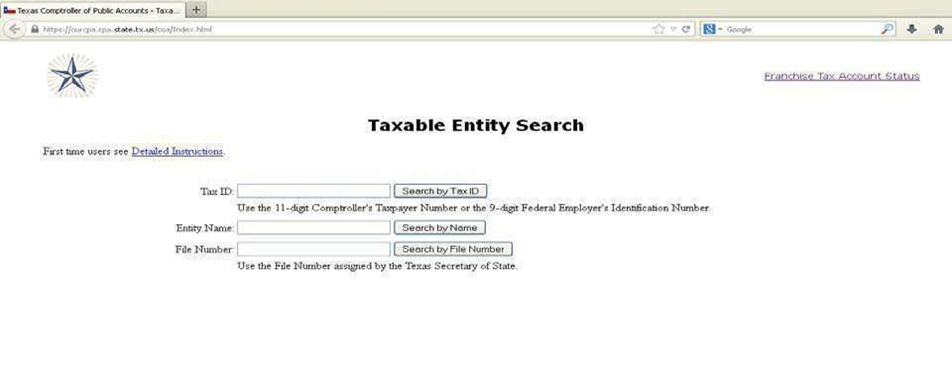 Texas Comptroller of Public Accounts - Taxa...
https://ourcpa.cpa.state.tx.us/coa/Index.html
Google
Franchise Tax Account Status
Taxable Entity Search
First time users see Detailed Instructions.
Tax ID: Search by Tax ID
Use the 11-digit Comptroller's Taxpayer Number or the 9-digit Federal Employer's Identification Number.
Entity Name: Search by Name
File Number: Search by File Number
Use the File Number assigned by the Texas Secretary of State.